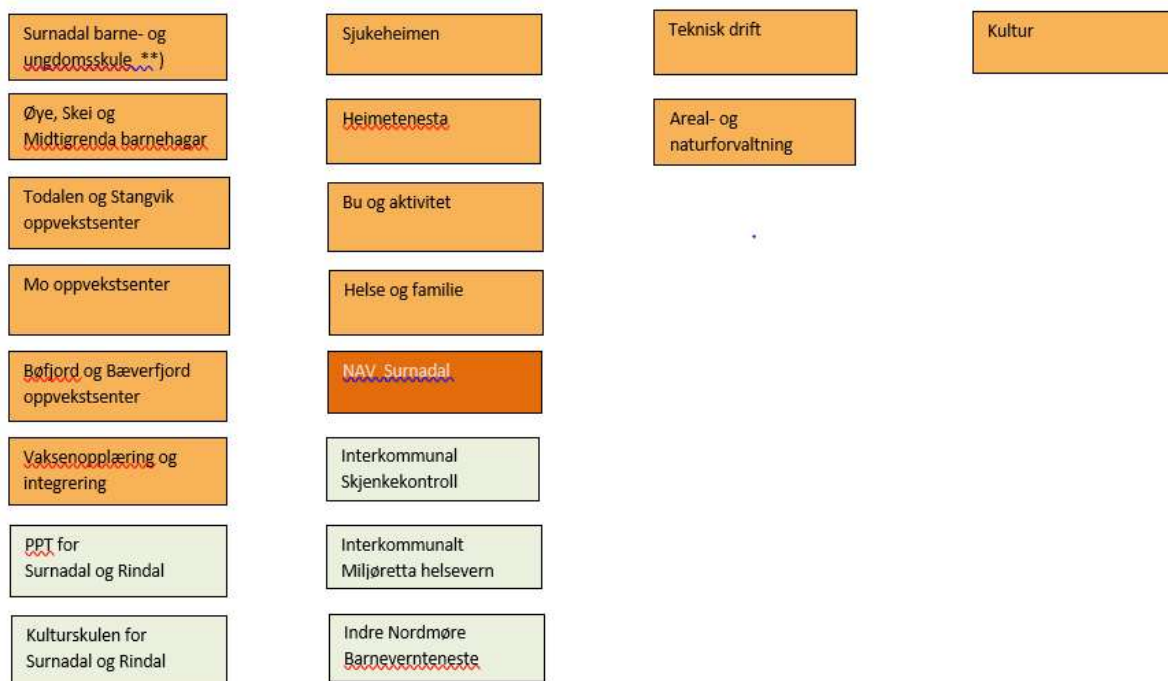 Surnadal barne- og
ungdomsskule **)
Øye, Skei og
Midtigrenda barnehagar
Todalen og Stangvik
oppvekstsenter
Mo oppvekstsenter
Bøfjord og Bæverfjord
oppvekstsenter
Vaksenopplæring og
integrering
PPT for
Surnadal og Rindal
Kulturskulen for
Surnadal og Rindal
Sjukeheimen
Heimetenesta
Bu og aktivitet
Helse og familie
NAV Surnadal
Interkommunal
Skjenkekontroll
Interkommunalt
Miljøretta helsevern
Indre Nordmøre
Barnevernteneste
Teknisk drift
Areal- og
naturforvaltning
Kultur